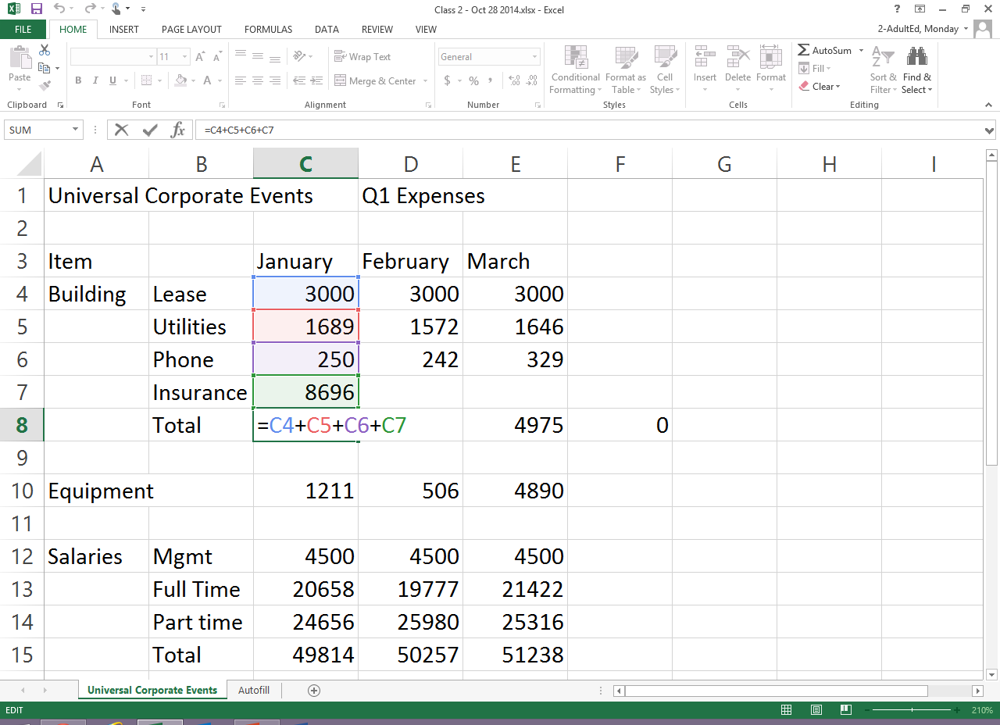 Class 2 - Oct 28 2014.xlsx - Excel
FILE HOME INSERT PAGE LAYOUT FORMULAS DATA REVIEW VIEW 2-AdultEd, Monday
Paste
11
Wrap Text
General
Conditional Formatting
Format as Table
Cell Styles
Insert Delete Format
AutoSum
Fill
Clear
Sort & Filter
Find & Select
B I U
Merge & Center
$ % ,
Clipboard Font Alignment Number Styles Cells Editing
SUM fx =C4+C5+C6+C7
A B C D E F G H I
1 Universal Corporate Events Q1 Expenses
2
3 Item January February March
4 Building Lease 3000 3000 3000
5 Utilities 1689 1572 1646
6 Phone 250 242 329
7 Insurance 8696
8 Total =C4+C5+C6+C7 4975 0
9
10 Equipment 1211 506 4890
11
12 Salaries Mgmt 4500 4500 4500
13 Full Time 20658 19777 21422
14 Part time 24656 25980 25316
15 Total 49814 50257 51238
Universal Corporate Events Autofill
EDIT 210%